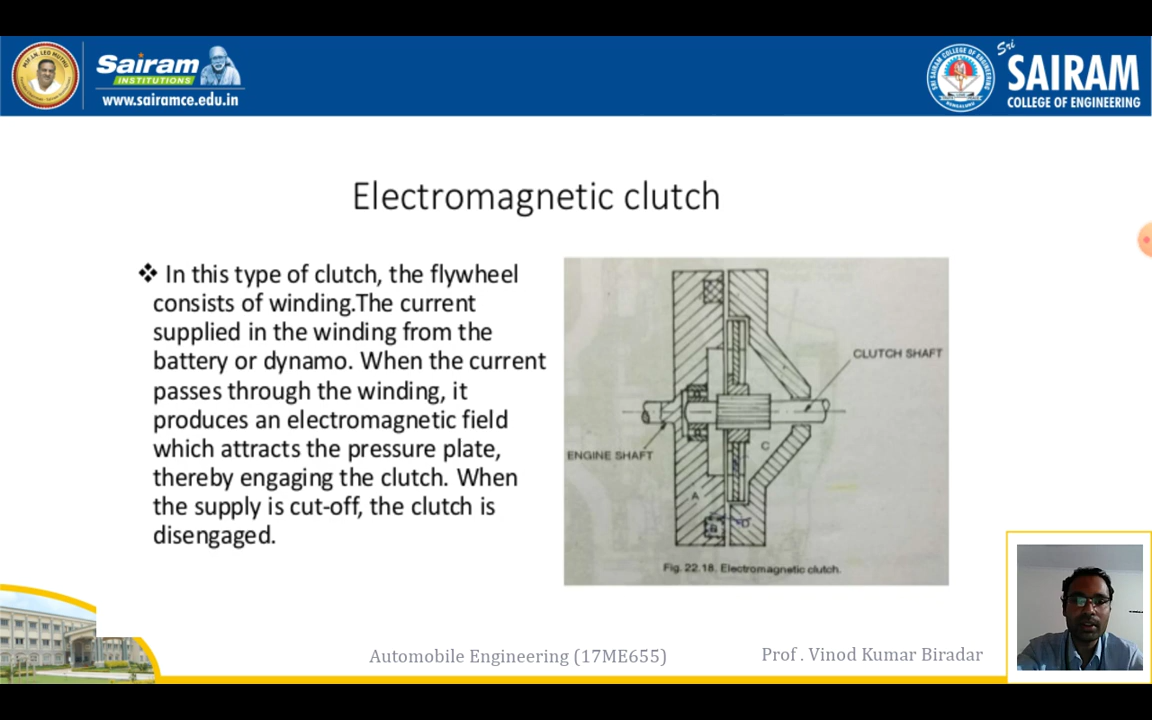 Sairam
INSTITUTIONS
www.sairamce.edu.in
Sri
SAIRAM
COLLEGE OF ENGINEERING
Electromagnetic clutch
❖ In this type of clutch, the flywheel
consists of winding.The current
supplied in the winding from the
battery or dynamo. When the current
passes through the winding, it
produces an electromagnetic field
which attracts the pressure plate,
thereby engaging the clutch. When
the supply is cut-off, the clutch is
disengaged.
CLUTCH SHAFT
C
ENGINE SHAFT
A
B
D
Fig. 22.18. Electromagnetic clutch.
Automobile Engineering (17ME655)
Prof . Vinod Kumar Biradar